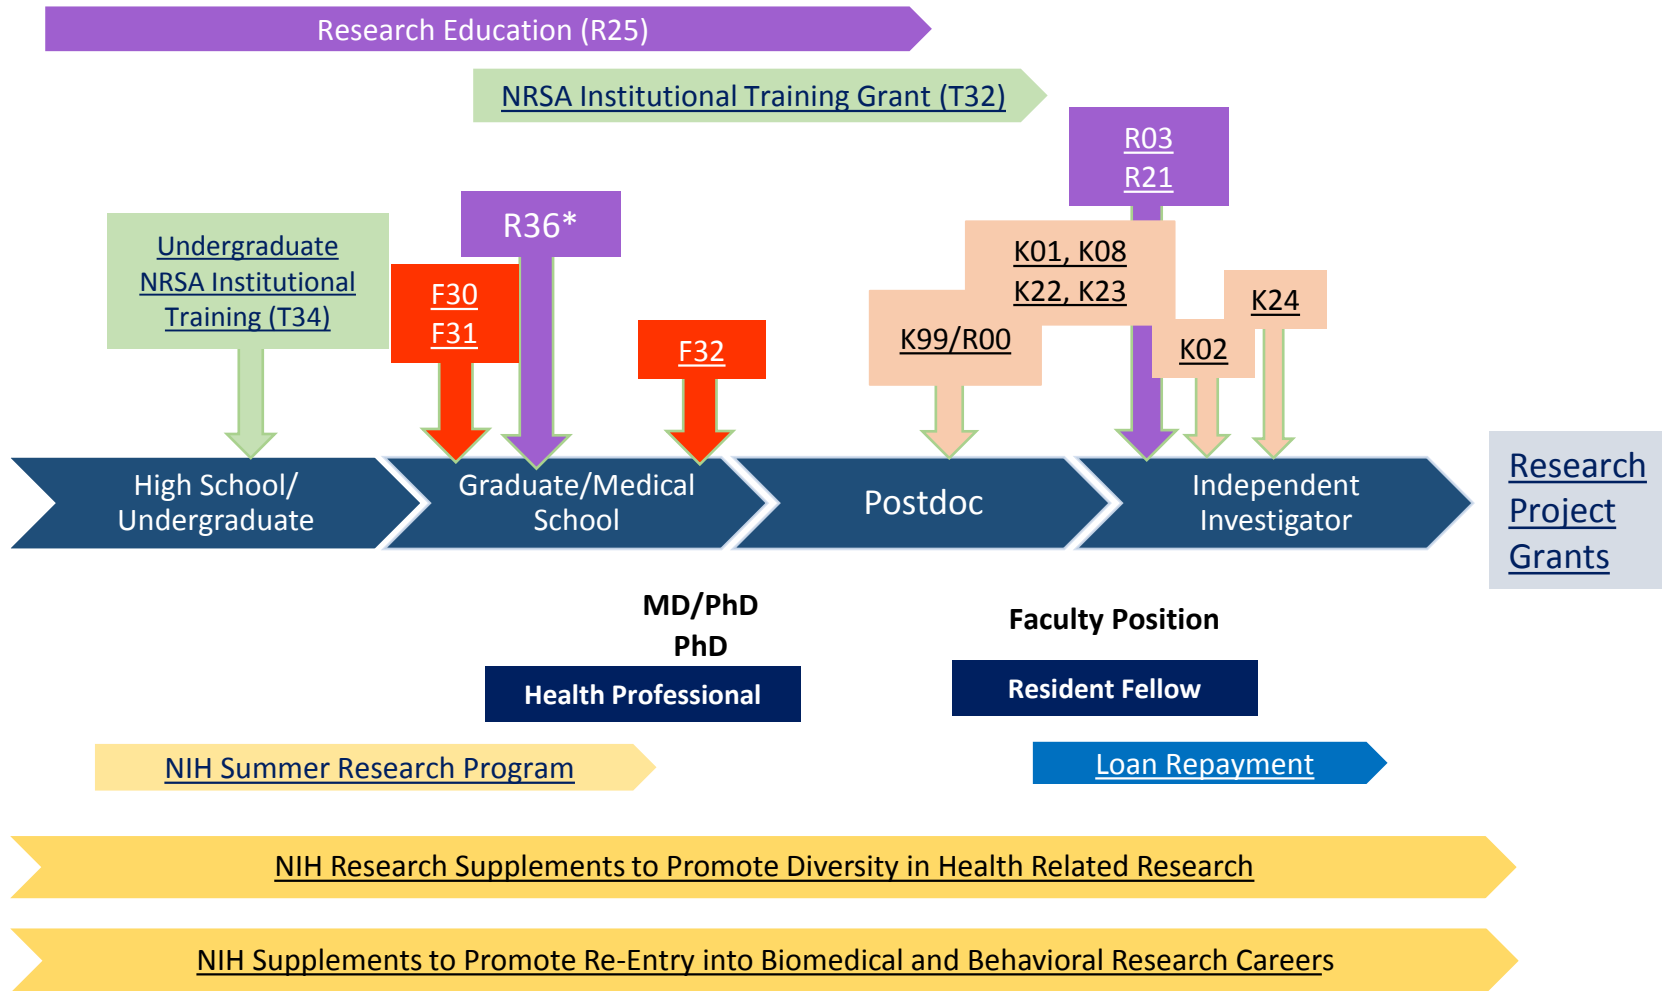 Research Education (R25)
NRSA Institutional Training Grant (T32)
R03
R21
R36*
Undergraduate
NRSA Institutional
Training (T34)
F30
F31
F32
K01, K08
K22, K23
K99/R00
K24
K02
High School/
Undergraduate
Graduate/Medical
School
Postdoc
Independent
Investigator
Research
Project
Grants
MD/PhD
PhD
Faculty Position
Health Professional
Resident Fellow
NIH Summer Research Program
Loan Repayment
NIH Research Supplements to Promote Diversity in Health Related Research
NIH Supplements to Promote Re-Entry into Biomedical and Behavioral Research Careers